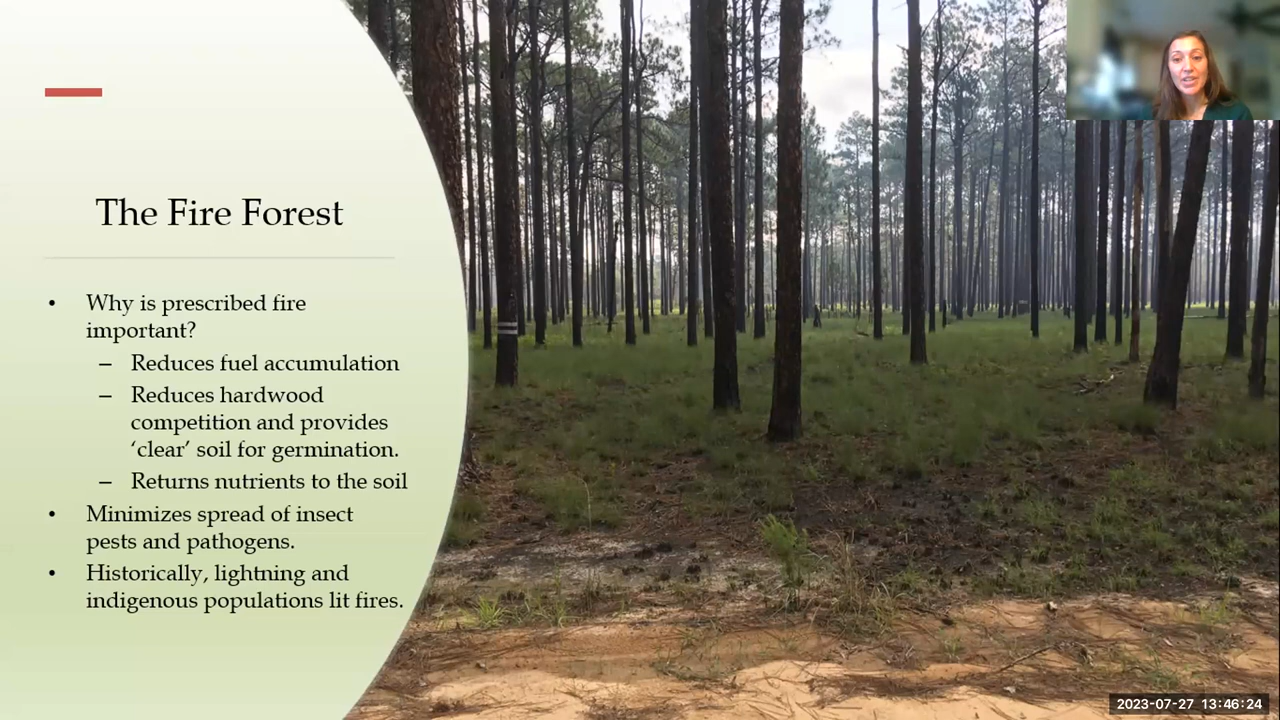 The Fire Forest
• Why is prescribed fire
important?
– Reduces fuel accumulation
– Reduces hardwood
competition and provides
‘clear’ soil for germination.
– Returns nutrients to the soil
• Minimizes spread of insect
pests and pathogens.
• Historically, lightning and
indigenous populations lit fires.
2023-07-27 13:46:24